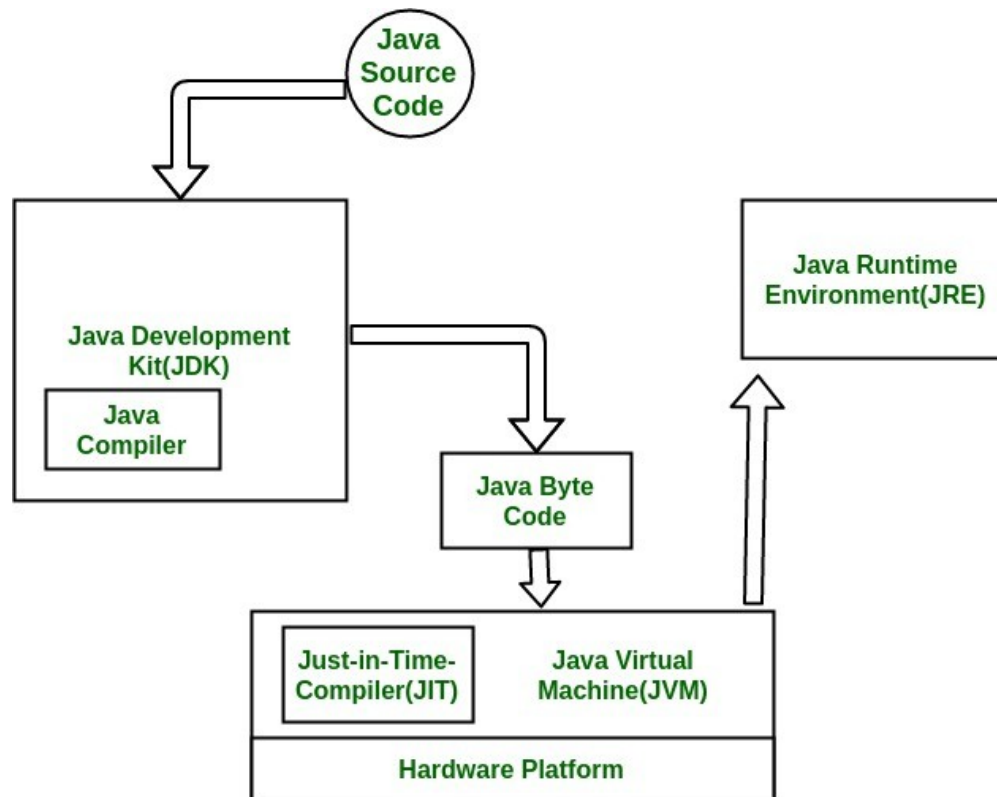 Java
Source
Code
Java Runtime
Environment(JRE)
Java Development
Kit(JDK)
Java
Compiler
Java Byte
Code
Just-in-Time-
Compiler(JIT)
Java Virtual
Machine(JVM)
Hardware Platform